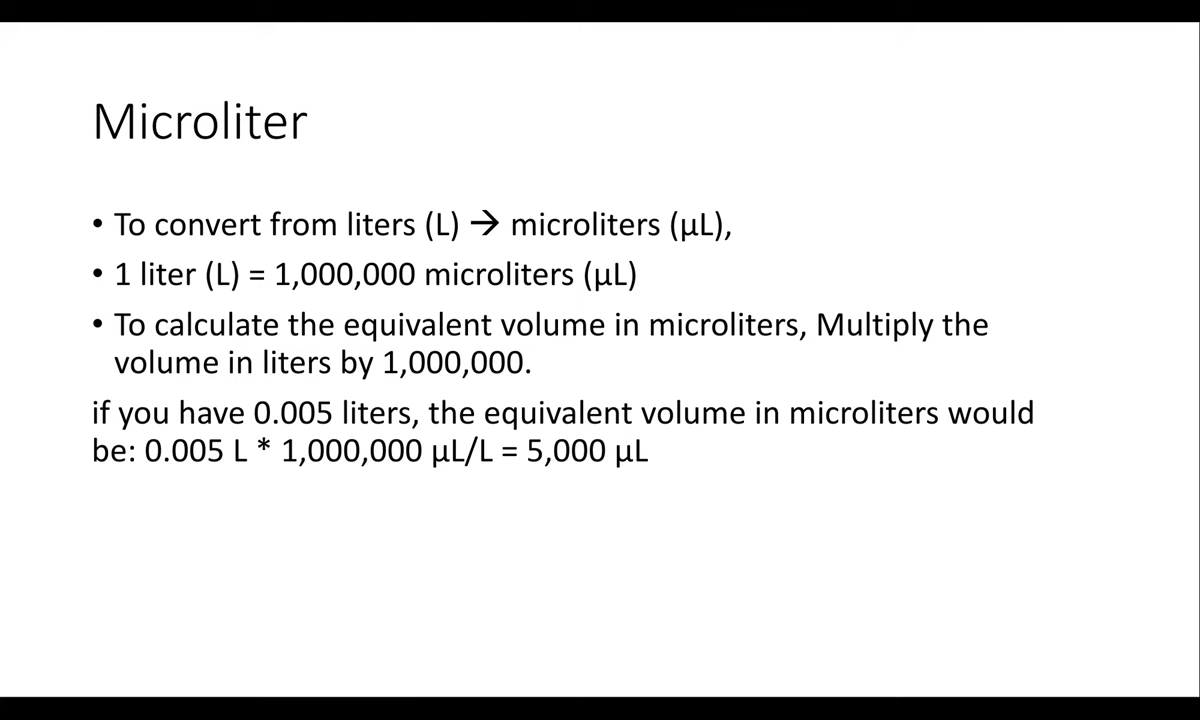 Microliter
• To convert from liters (L) → microliters (µL),
• 1 liter (L) = 1,000,000 microliters (µL)
• To calculate the equivalent volume in microliters, Multiply the
volume in liters by 1,000,000.
if you have 0.005 liters, the equivalent volume in microliters would
be: 0.005 L * 1,000,000 µL/L = 5,000 µL